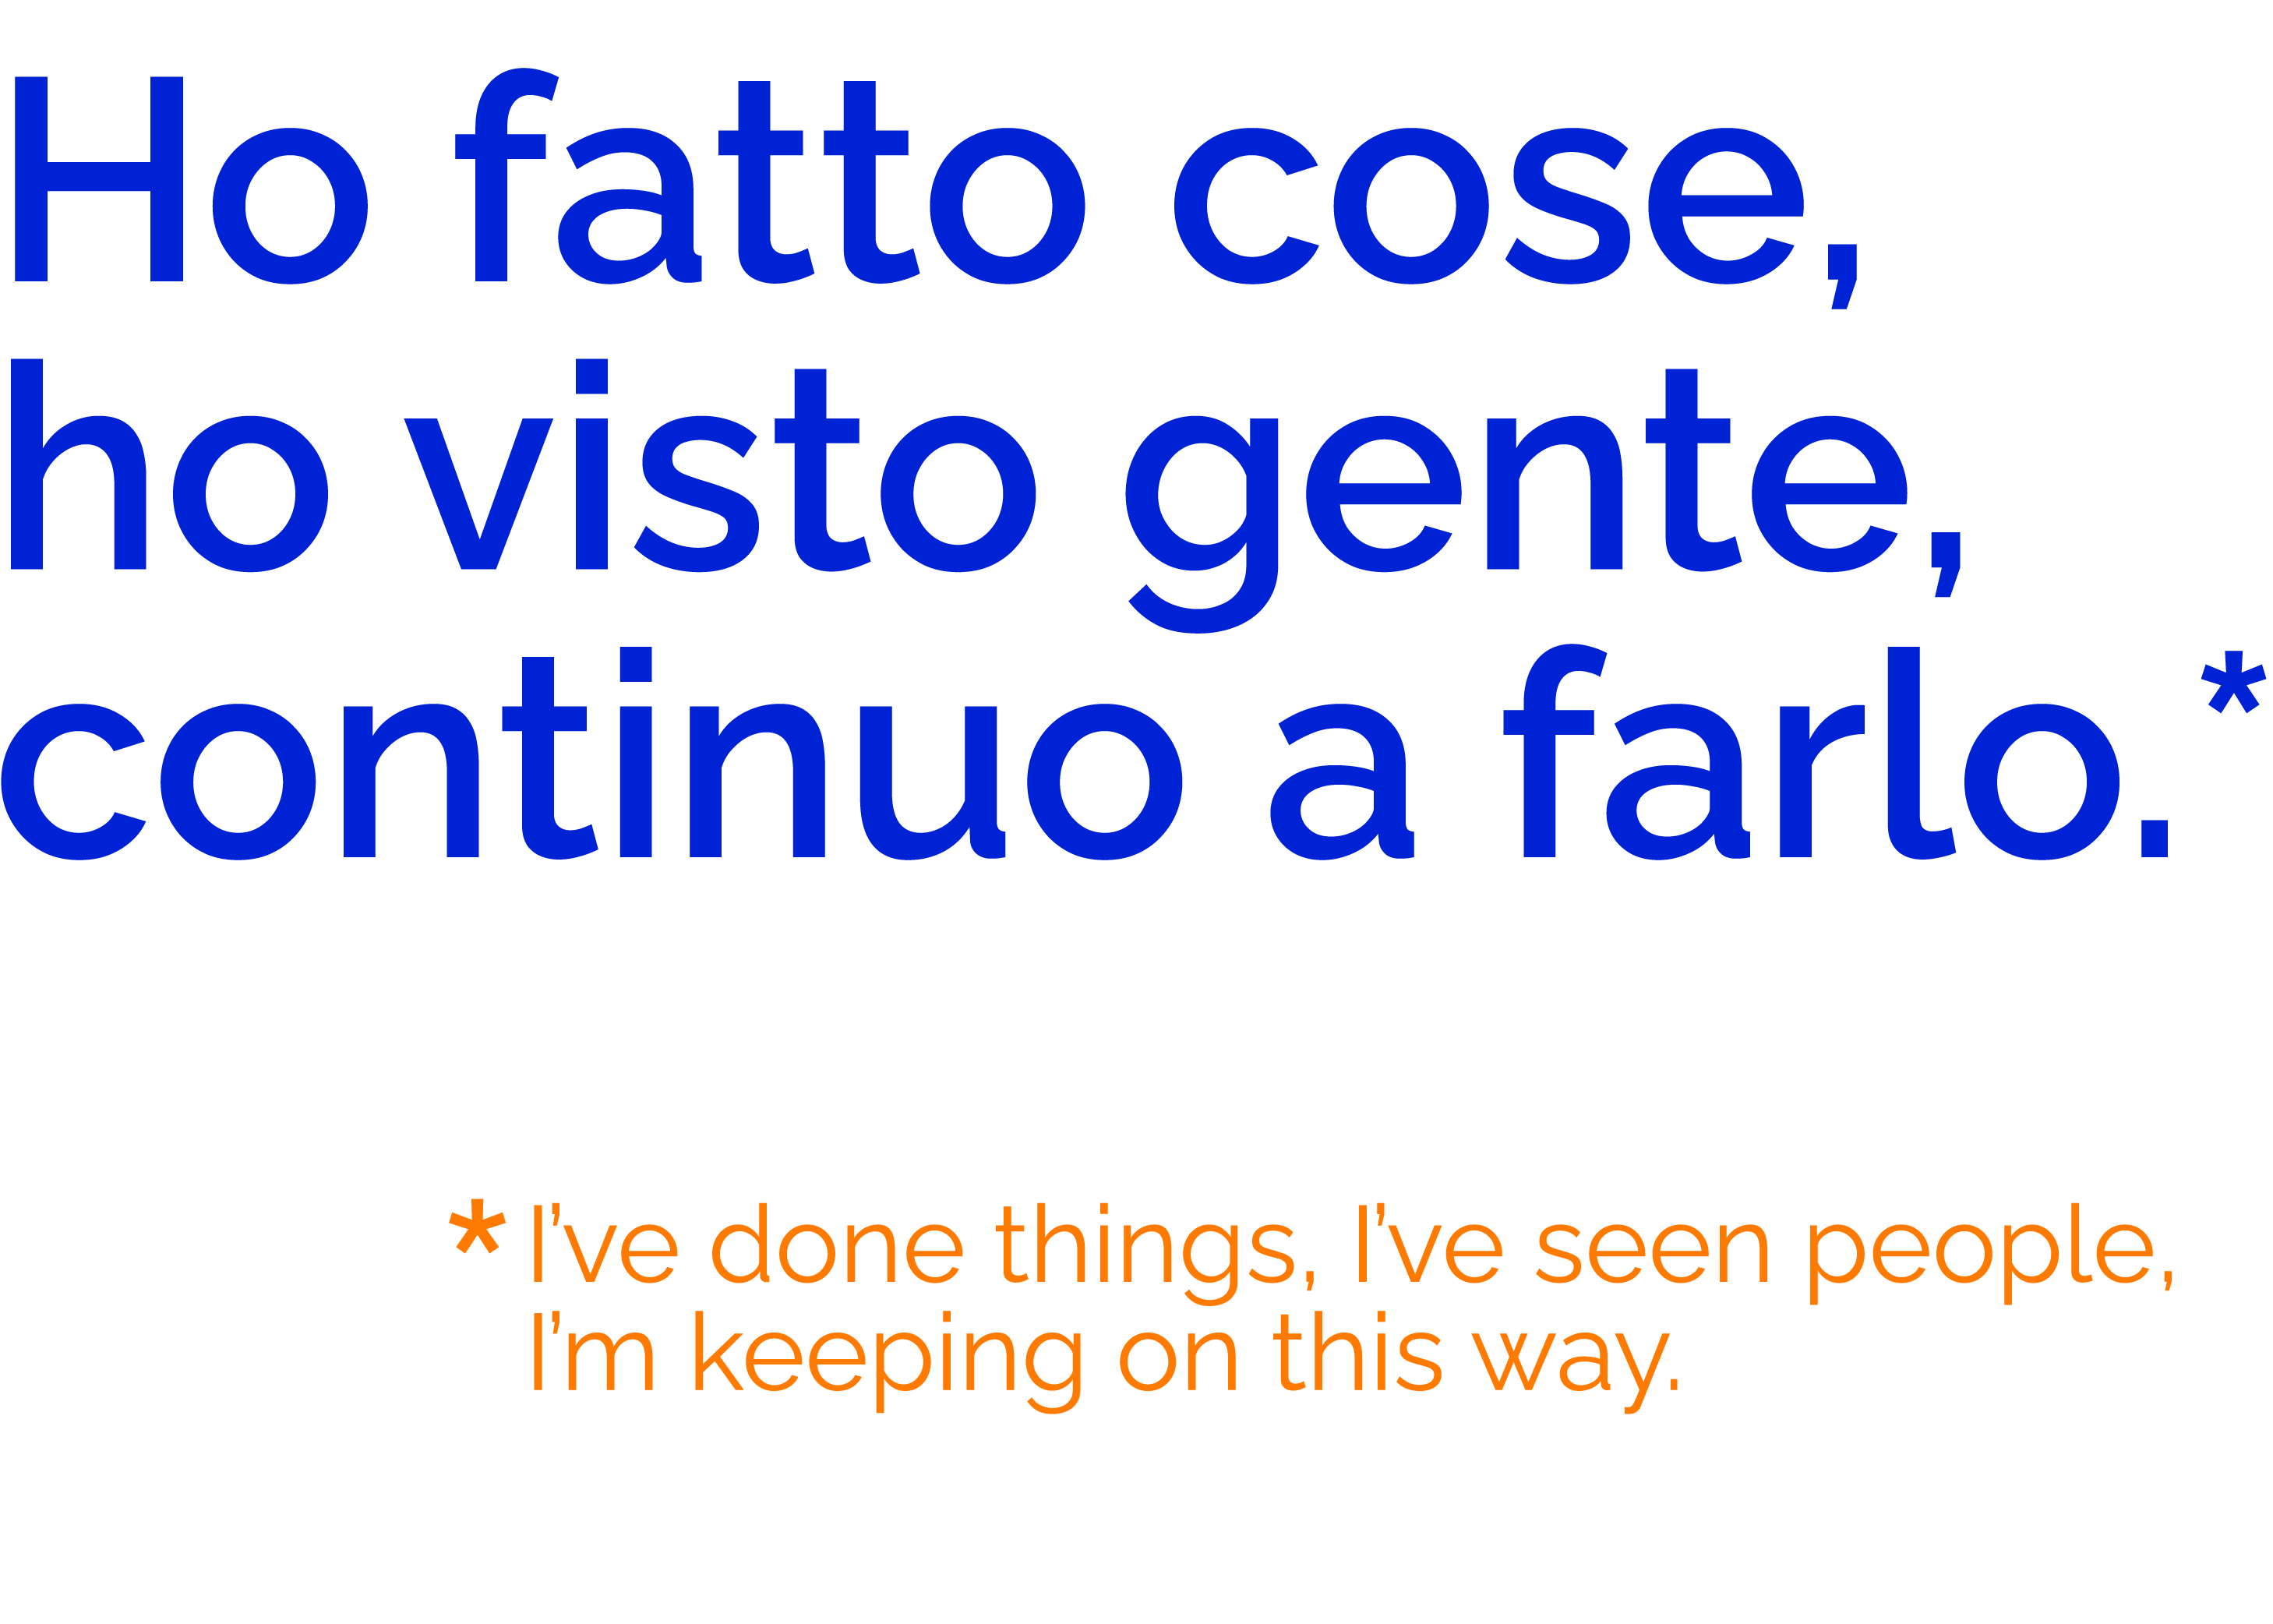 Ho fatto cose,
ho visto gente,
continuo a farlo.*
* I've done things, I've seen people,
I'm keeping on this way.